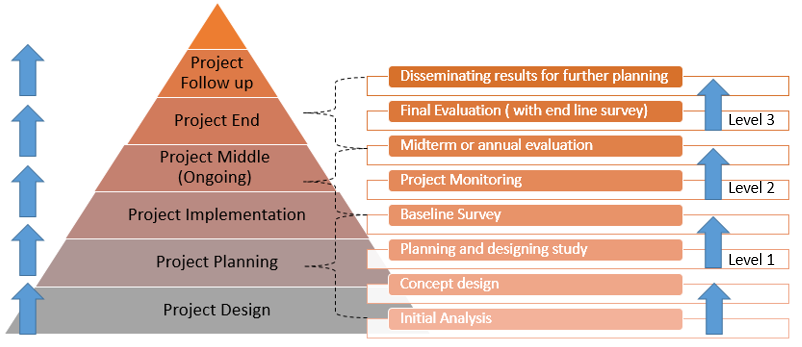 Project
Follow up
Project End
Project Middle
(Ongoing)
Project Implementation
Project Planning
Project Design
Disseminating results for further planning
Final Evaluation ( with end line survey)
Level 3
Midterm or annual evaluation
Project Monitoring
Level 2
Baseline Survey
Planning and designing study
Level 1
Concept design
Initial Analysis